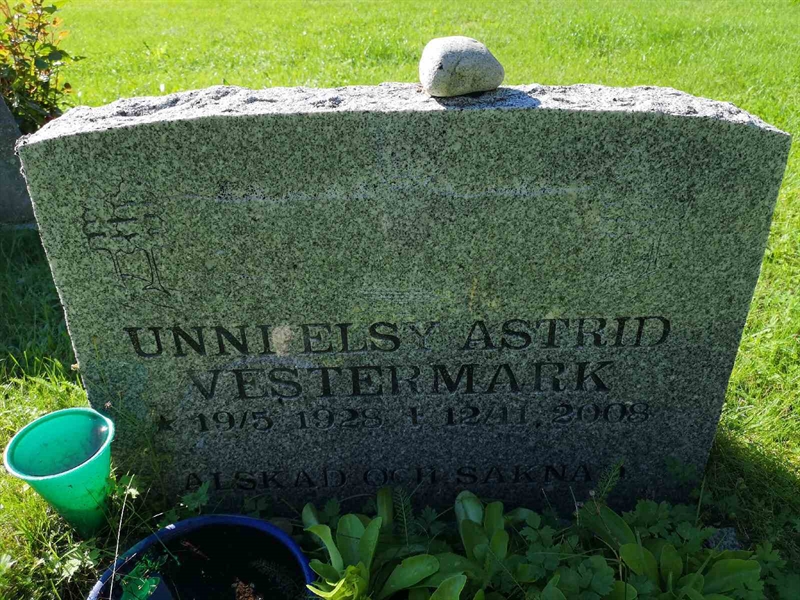 UNNI ELSY ASTRID
VESTERMARK
* 19/5 1928 † 12/11 2008
ÄLSKAD OCH SAKNAD